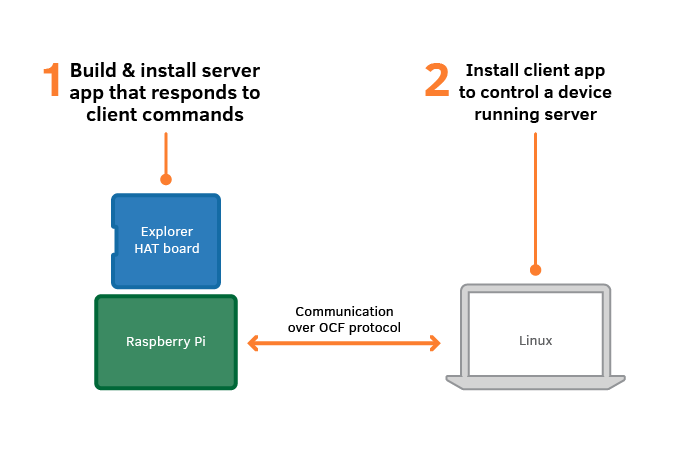 1
Build & install server
app that responds to
client commands
2
Install client app
to control a device
running server
Explorer
HAT board
Raspberry Pi
Communication
over OCF protocol
Linux